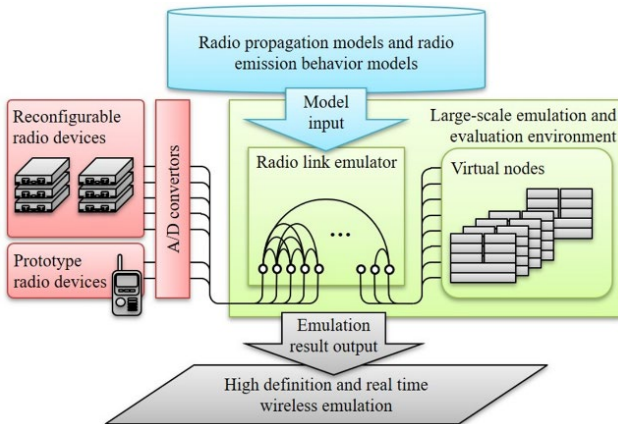 Radio propagation models and radio
emission behavior models
Model
input
Reconfigurable
radio devices
Prototype
radio devices
A/D convertors
Large-scale emulation and
evaluation environment
Radio link emulator
...
Virtual nodes
Emulation
result output
High definition and real time
wireless emulation